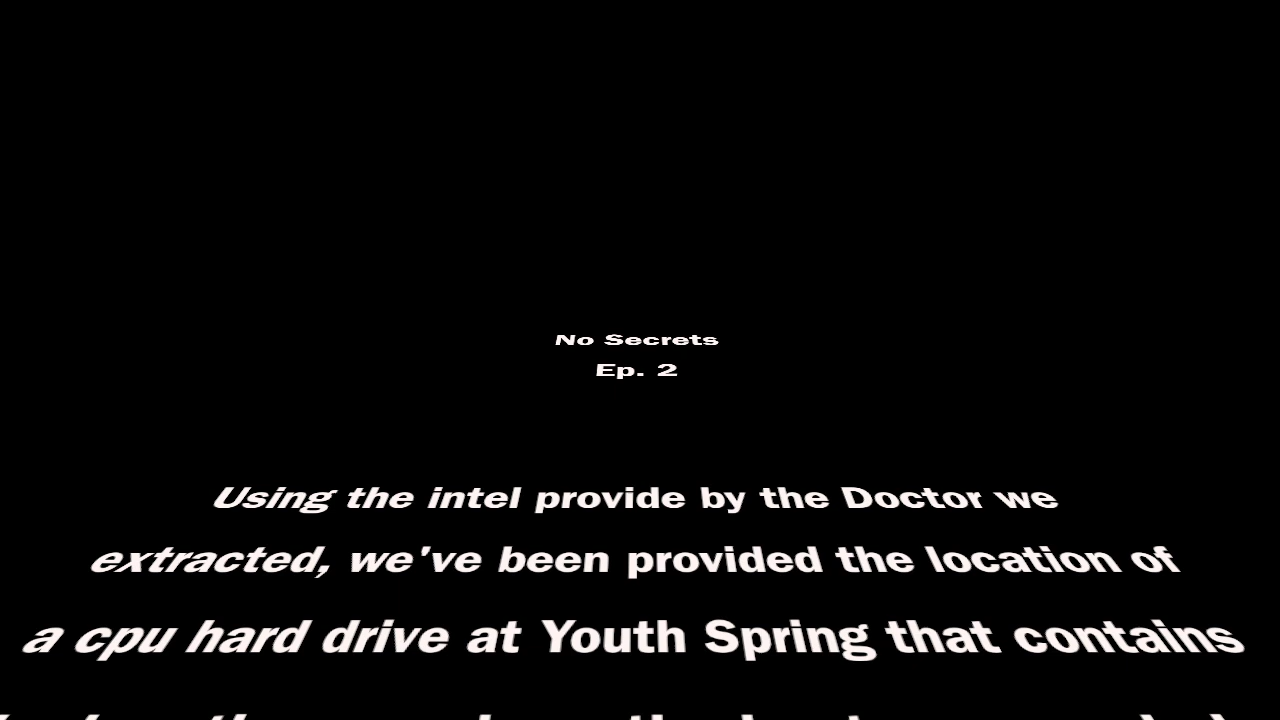 No Secrets
Ep. 2
Using the intel provide by the Doctor we
extracted, we've been provided the location of
a cpu hard drive at Youth Spring that contains